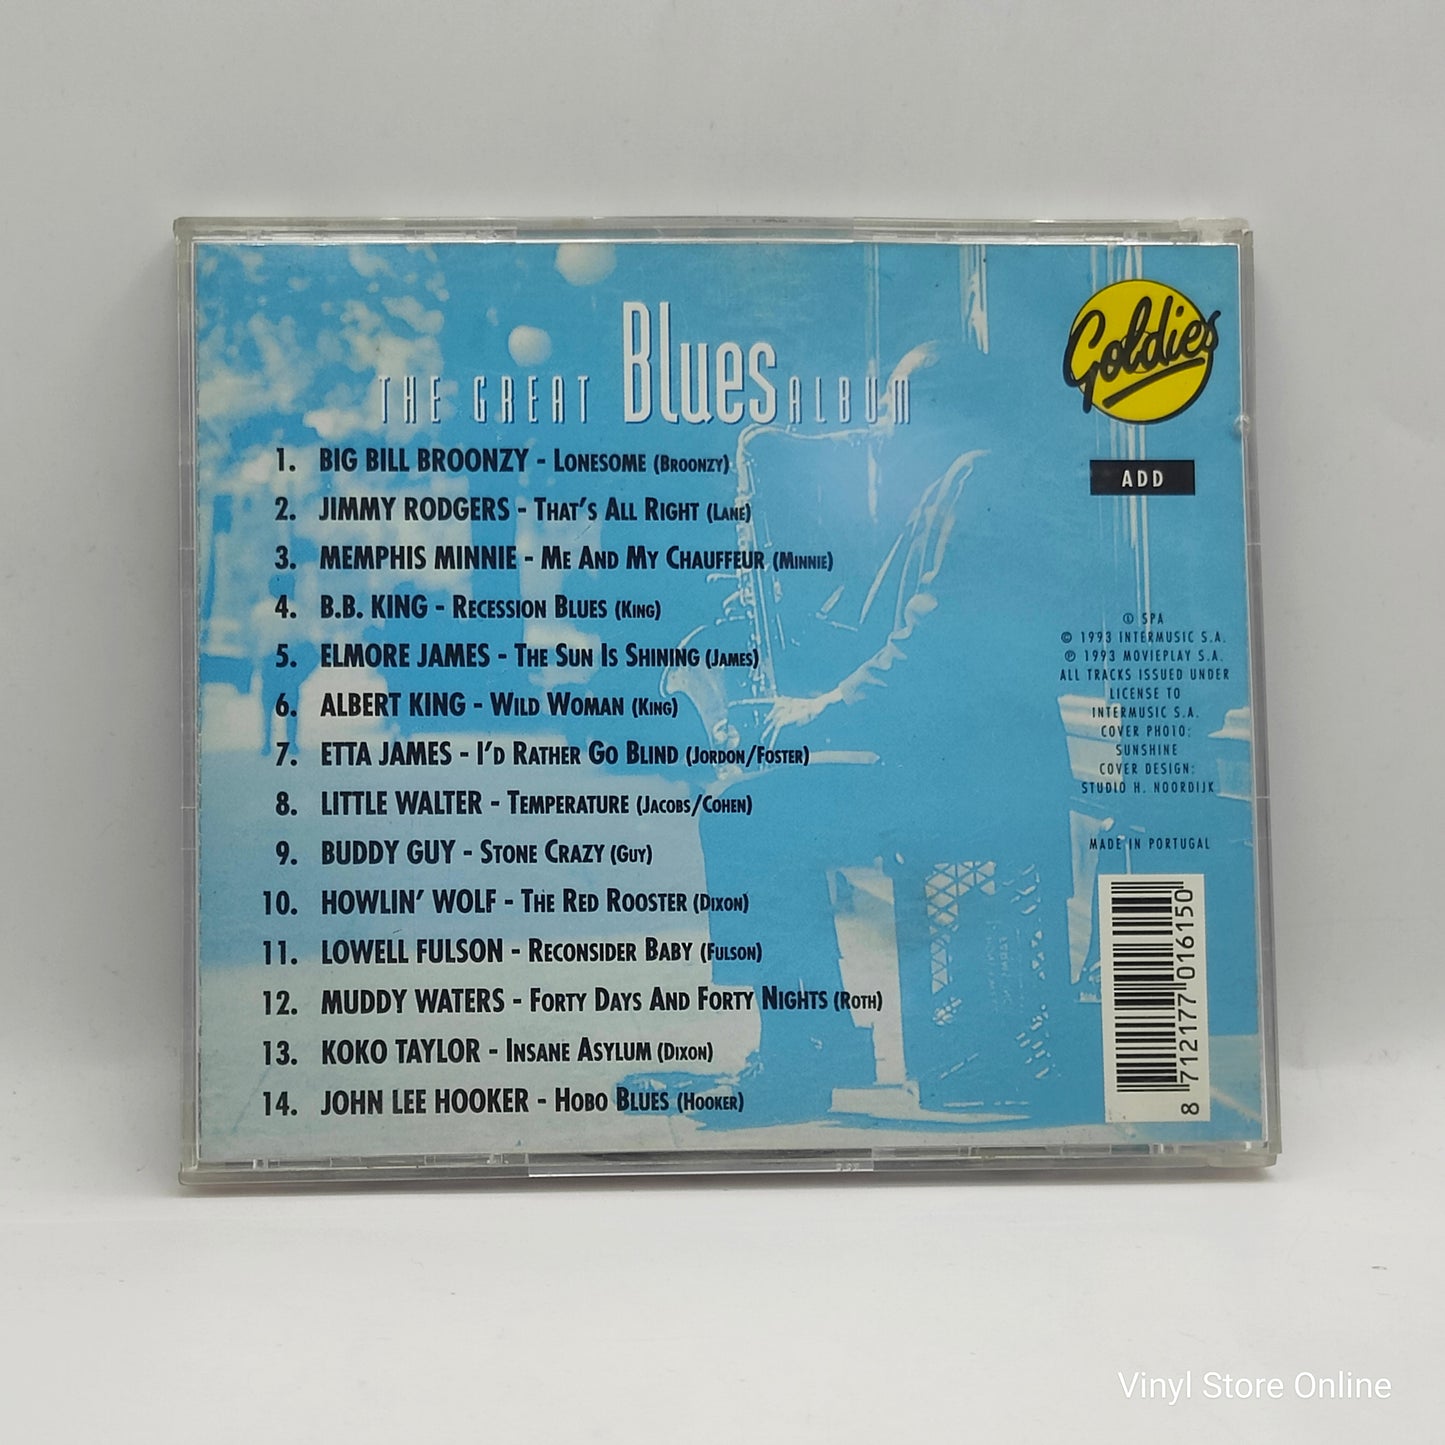 THE GREAT Blues ALBUM
Goldies
ADD
1. BIG BILL BROONZY - LONESOME (BROONZY)
2. JIMMY RODGERS - THAT'S ALL RIGHT (LANE)
3. MEMPHIS MINNIE - ME AND MY CHAUFFEUR (MINNIE)
4. B.B. KING - RECESSION BLUES (KING)
5. ELMORE JAMES - THE SUN IS SHINING (JAMES)
6. ALBERT KING - WILD WOMAN (KING)
7. ETTA JAMES - I'D RATHER GO BLIND (JORDON/FOSTER)
8. LITTLE WALTER - TEMPERATURE (JACOBS/COHEN)
9. BUDDY GUY - STONE CRAZY (GUY)
10. HOWLIN' WOLF - THE RED ROOSTER (DIXON)
11. LOWELL FULSON - RECONSIDER BABY (FULSON)
12. MUDDY WATERS - FORTY DAYS AND FORTY NIGHTS (ROTH)
13. KOKO TAYLOR - INSANE ASYLUM (DIXON)
14. JOHN LEE HOOKER - HOBO BLUES (HOOKER)
SPA
© 1993 INTERMUSIC S.A.
℗ 1993 MOVIEPLAY S.A.
ALL TRACKS ISSUED UNDER
LICENSE TO
INTERMUSIC S.A.
COVER PHOTO:
SUNSHINE
COVER DESIGN:
STUDIO H. NOORDIJK
MADE IN PORTUGAL
8 712177 016150
Vinyl Store Online